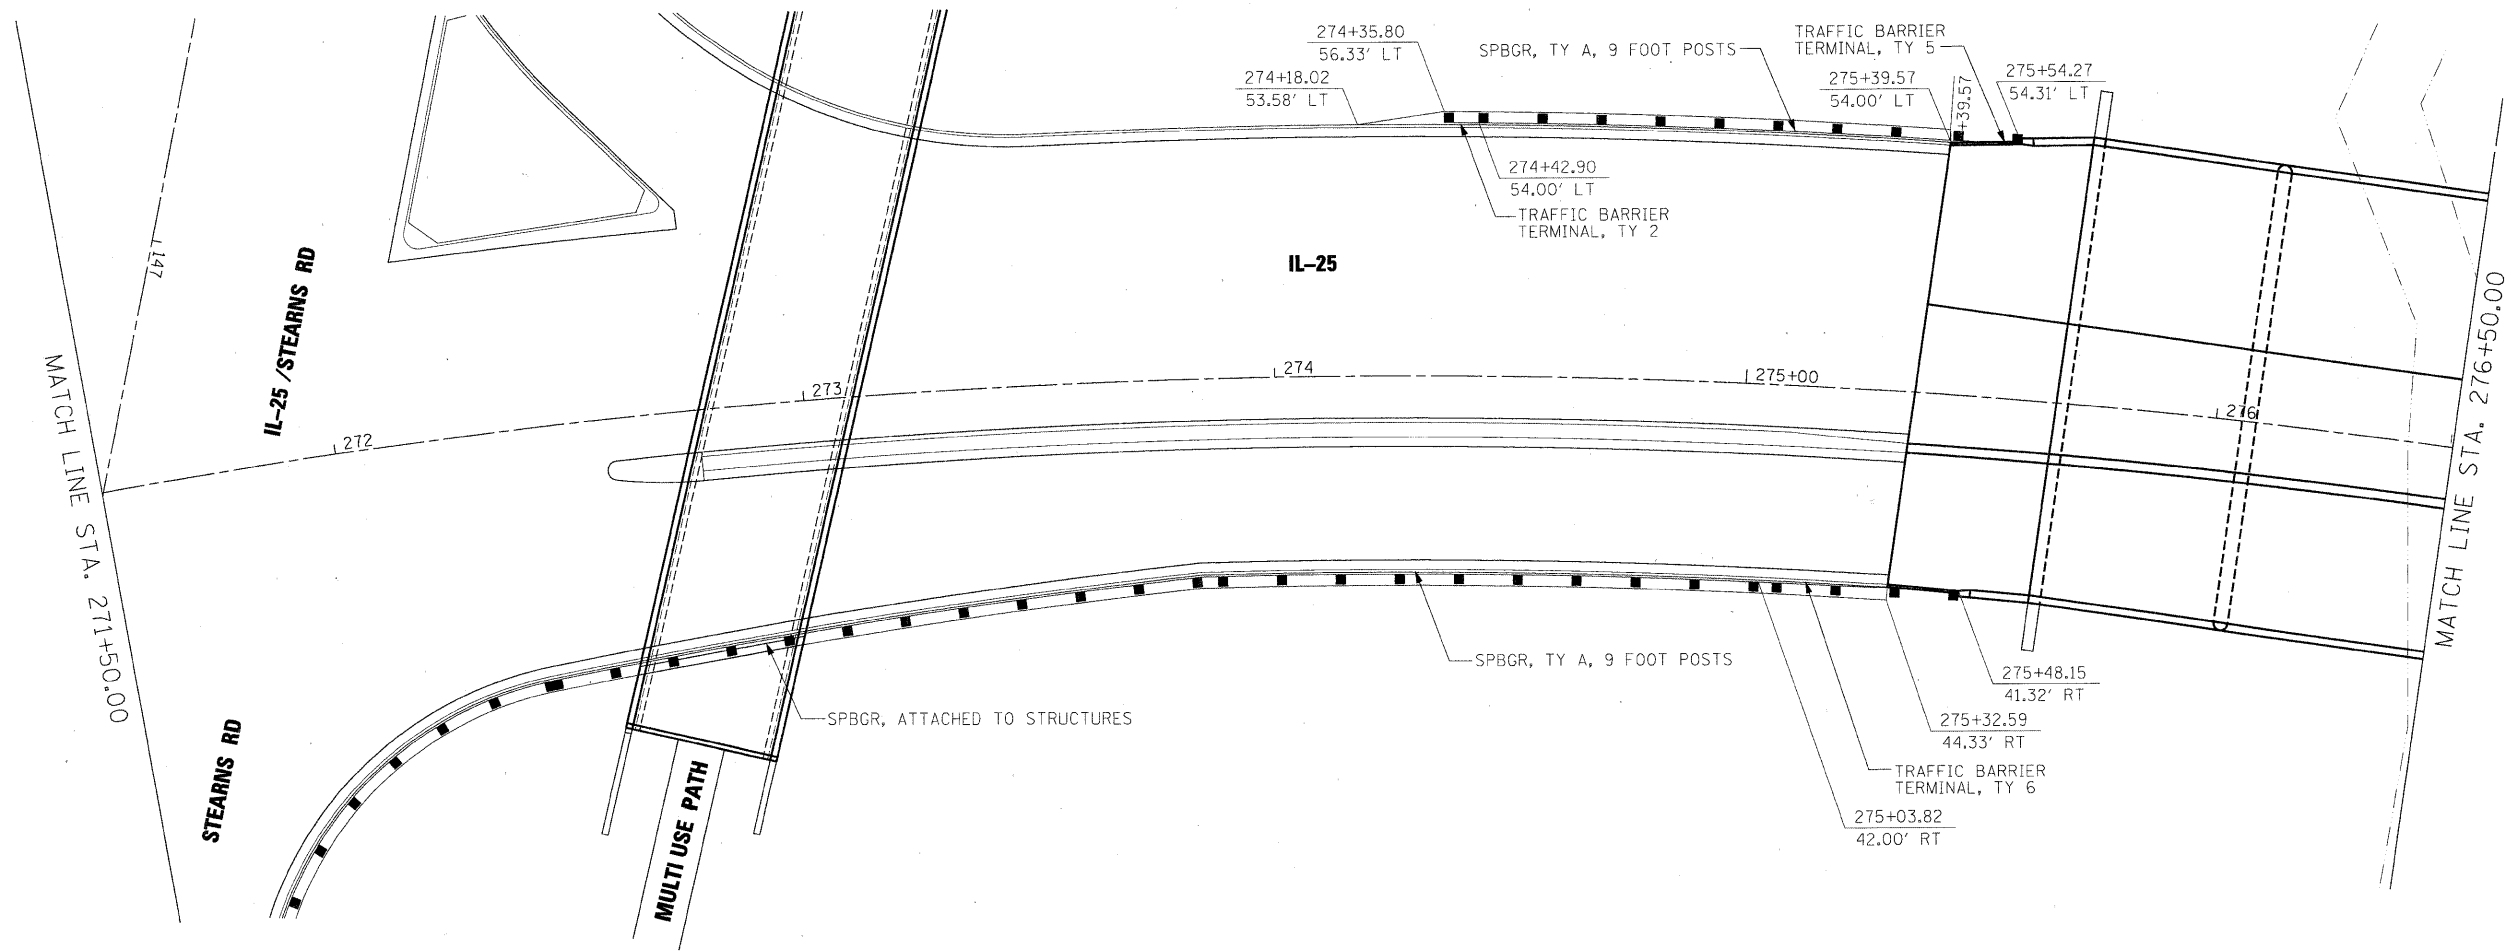 274+35.80
56.33' LT
274+18.02
53.58' LT
SPBGR, TY A, 9 FOOT POSTS
TRAFFIC BARRIER
TERMINAL, TY 5
275+39.57
54.00' LT
+39.57
275+54.27
54.31' LT
274+42.90
54.00' LT
TRAFFIC BARRIER
TERMINAL, TY 2
147
IL-25 /STEARNS RD
IL-25
MATCH LINE STA. 271+50.00
272
273
274
275+00
276
MATCH LINE STA. 276+50.00
STEARNS RD
MULTI USE PATH
SPBGR, ATTACHED TO STRUCTURES
SPBGR, TY A, 9 FOOT POSTS
275+48.15
41.32' RT
275+32.59
44.33' RT
TRAFFIC BARRIER
TERMINAL, TY 6
275+03.82
42.00' RT